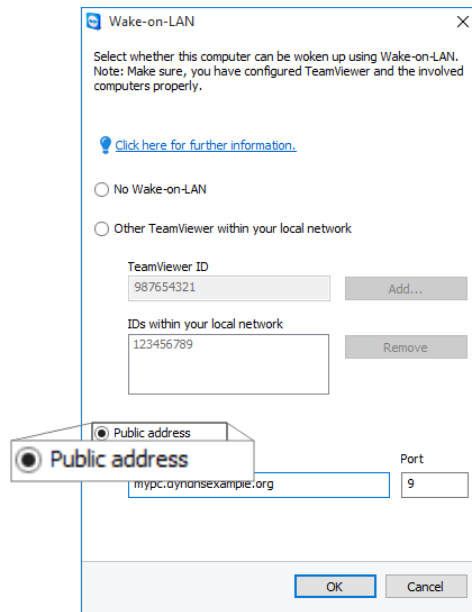 Wake-on-LAN
Select whether this computer can be woken up using Wake-on-LAN.
Note: Make sure, you have configured TeamViewer and the involved
computers properly.
Click here for further information.
No Wake-on-LAN
Other TeamViewer within your local network
TeamViewer ID
987654321
Add...
IDs within your local network
123456789
Remove
Public address
Public address
Port
mypc.dyndnsexample.org
9
OK
Cancel